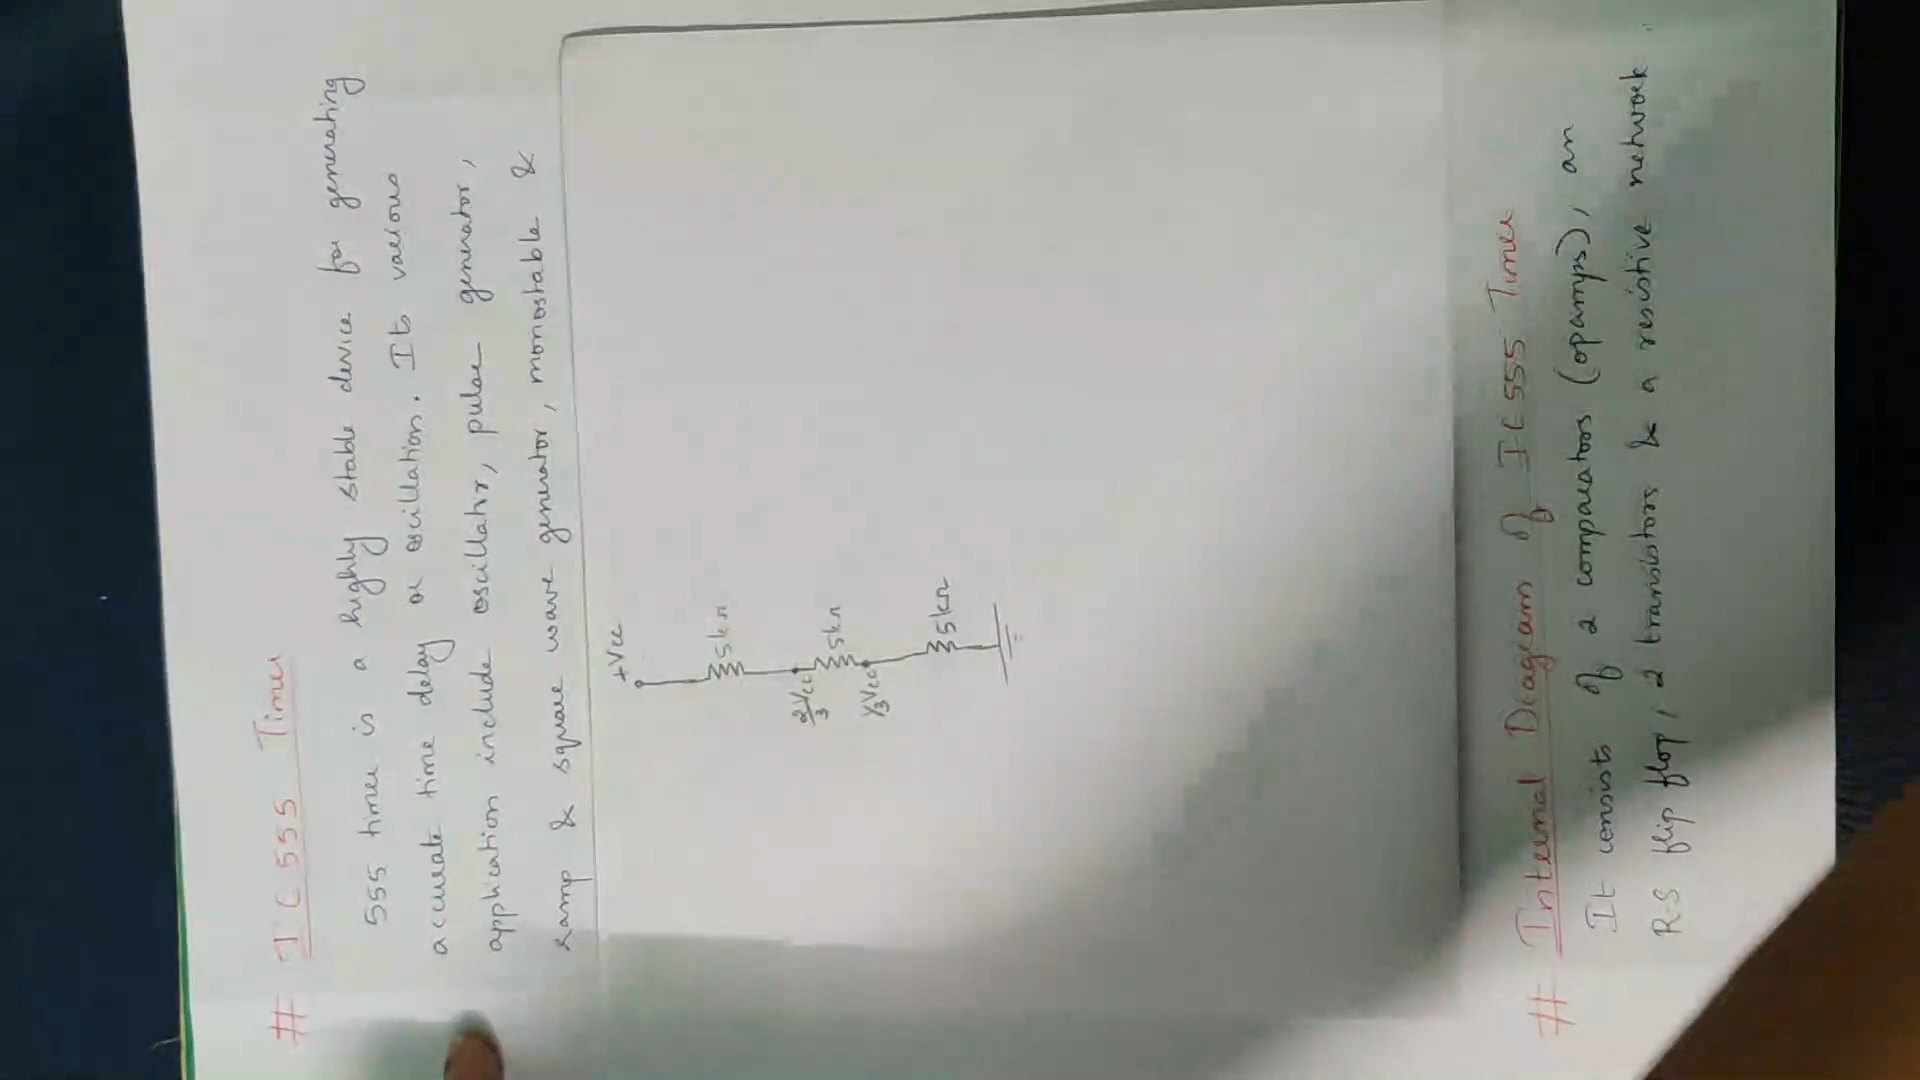 # IC 555 Timer
555 timer is a highly stable device for generating
accurate time delay or oscillation. Its various
application include oscillator, pulse generator,
ramp & square wave generator, monostable &
+Vcc
5kΩ
2/3 Vcc
5kΩ
1/3 Vcc
5kΩ
# Internal Diagram of IC 555 Timer
It consists of 2 comparators (opamps), an
R-S flip flop, 2 transistors & a resistive network.